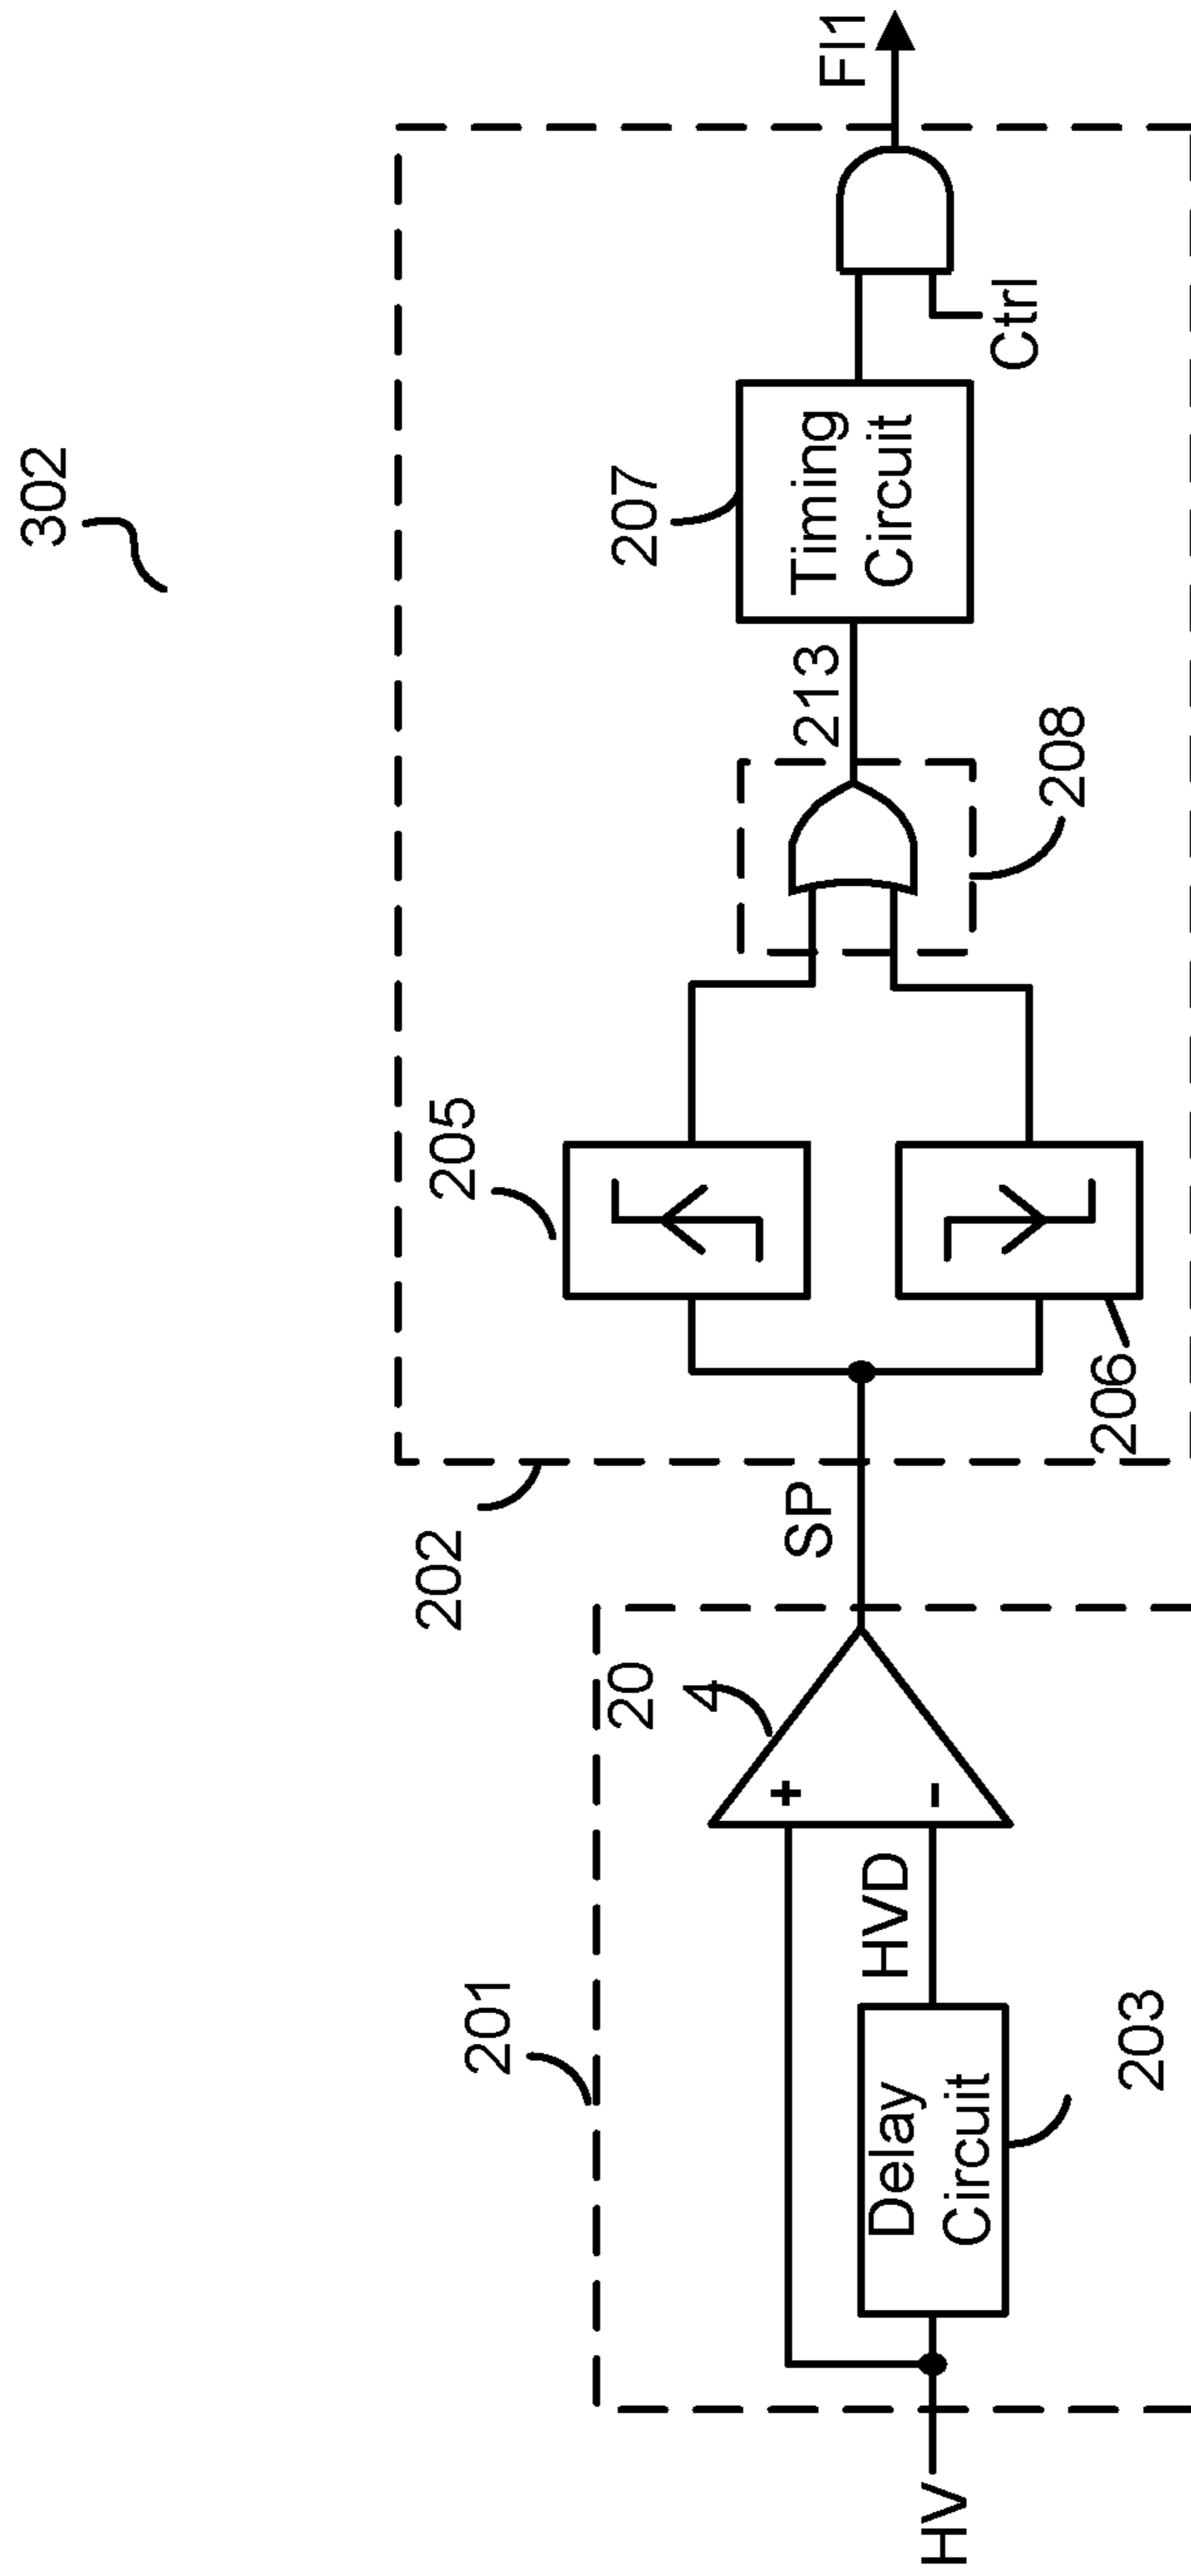 302
202
205
207
213
Timing
Circuit
FI1
Ctrl
208
206
SP
201
20
4
+
-
HVD
Delay
Circuit
203
HV